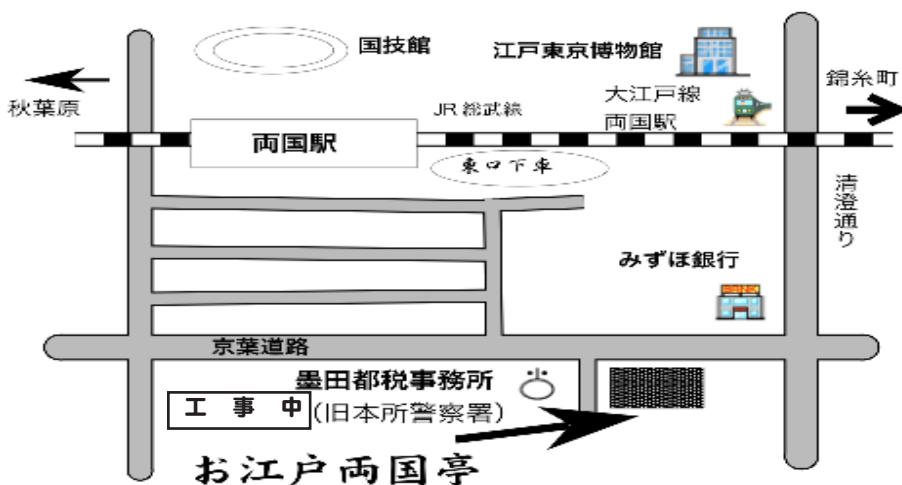 国技館
江戸東京博物館
秋葉原
錦糸町
大江戸線
両国駅
JR 総武線
両国駅
東口下車
清澄通り
みずほ銀行
BANK
京葉道路
墨田都税事務所
工 事 中
(旧本所警察署)
お江戸両国亭